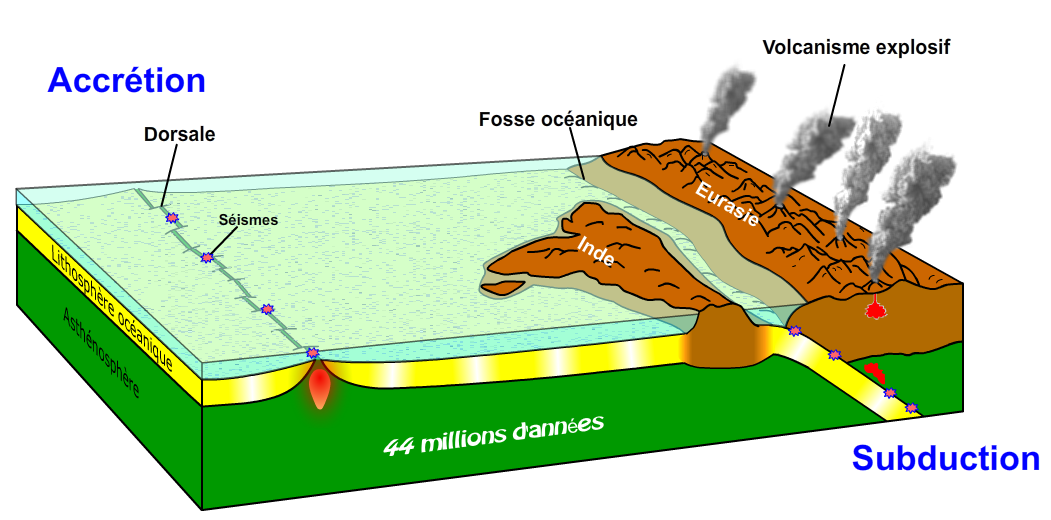 Volcanisme explosif
Accrétion
Fosse océanique
Dorsale
Eurasie
Séismes
Inde
Lithosphère océanique
Asthénosphère
44 millions d'années
Subduction